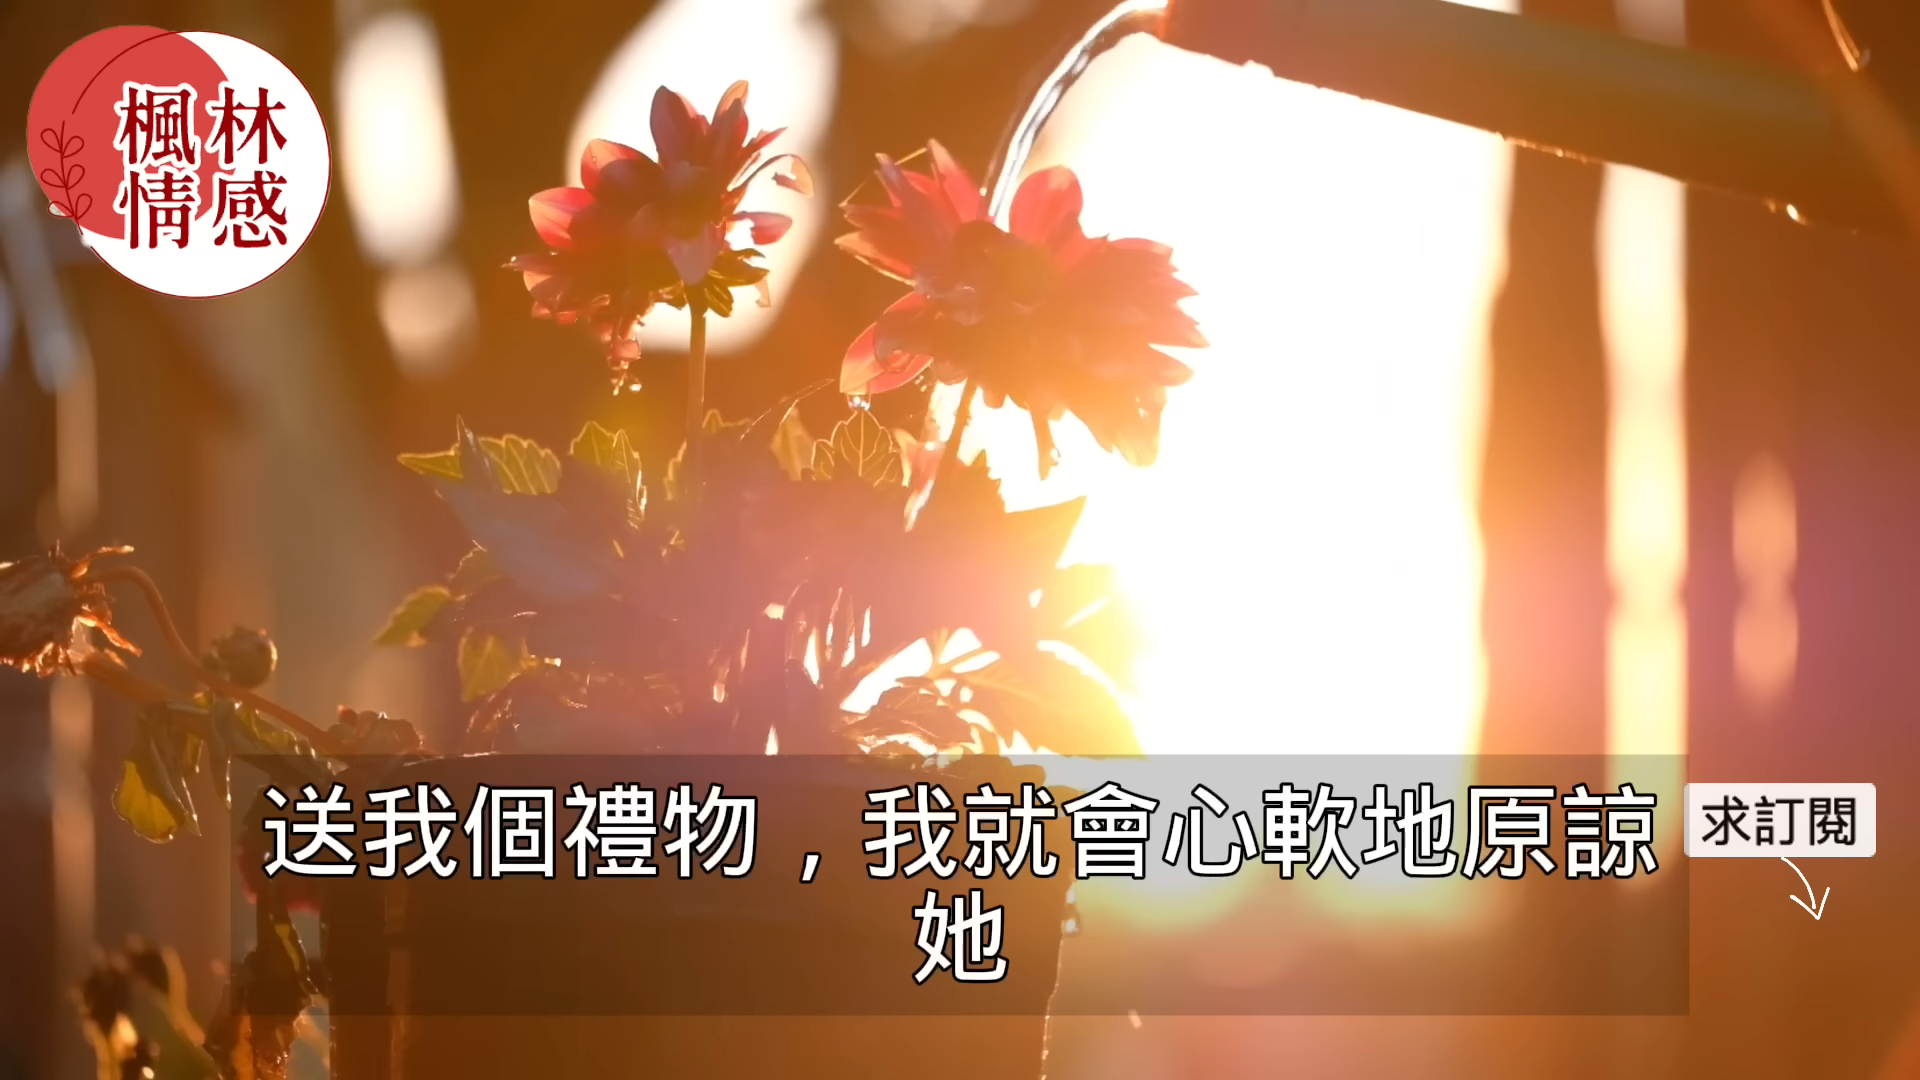 楓林
情感
送我個禮物，我就會心軟地原諒
她
求訂閱